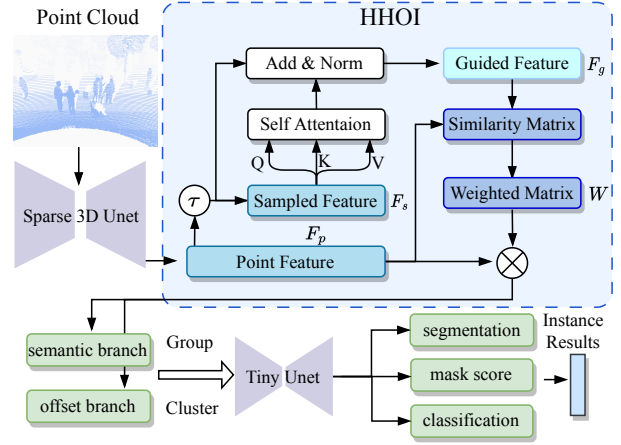 Point Cloud
HHOI
Add & Norm
Guided Feature
F_g
Self Attentaion
Similarity Matrix
Q
K
V
Sparse 3D Unet
τ
Sampled Feature
F_s
Weighted Matrix
W
F_p
Point Feature
semantic branch
offset branch
Group
Cluster
Tiny Unet
segmentation
mask score
classification
Instance
Results